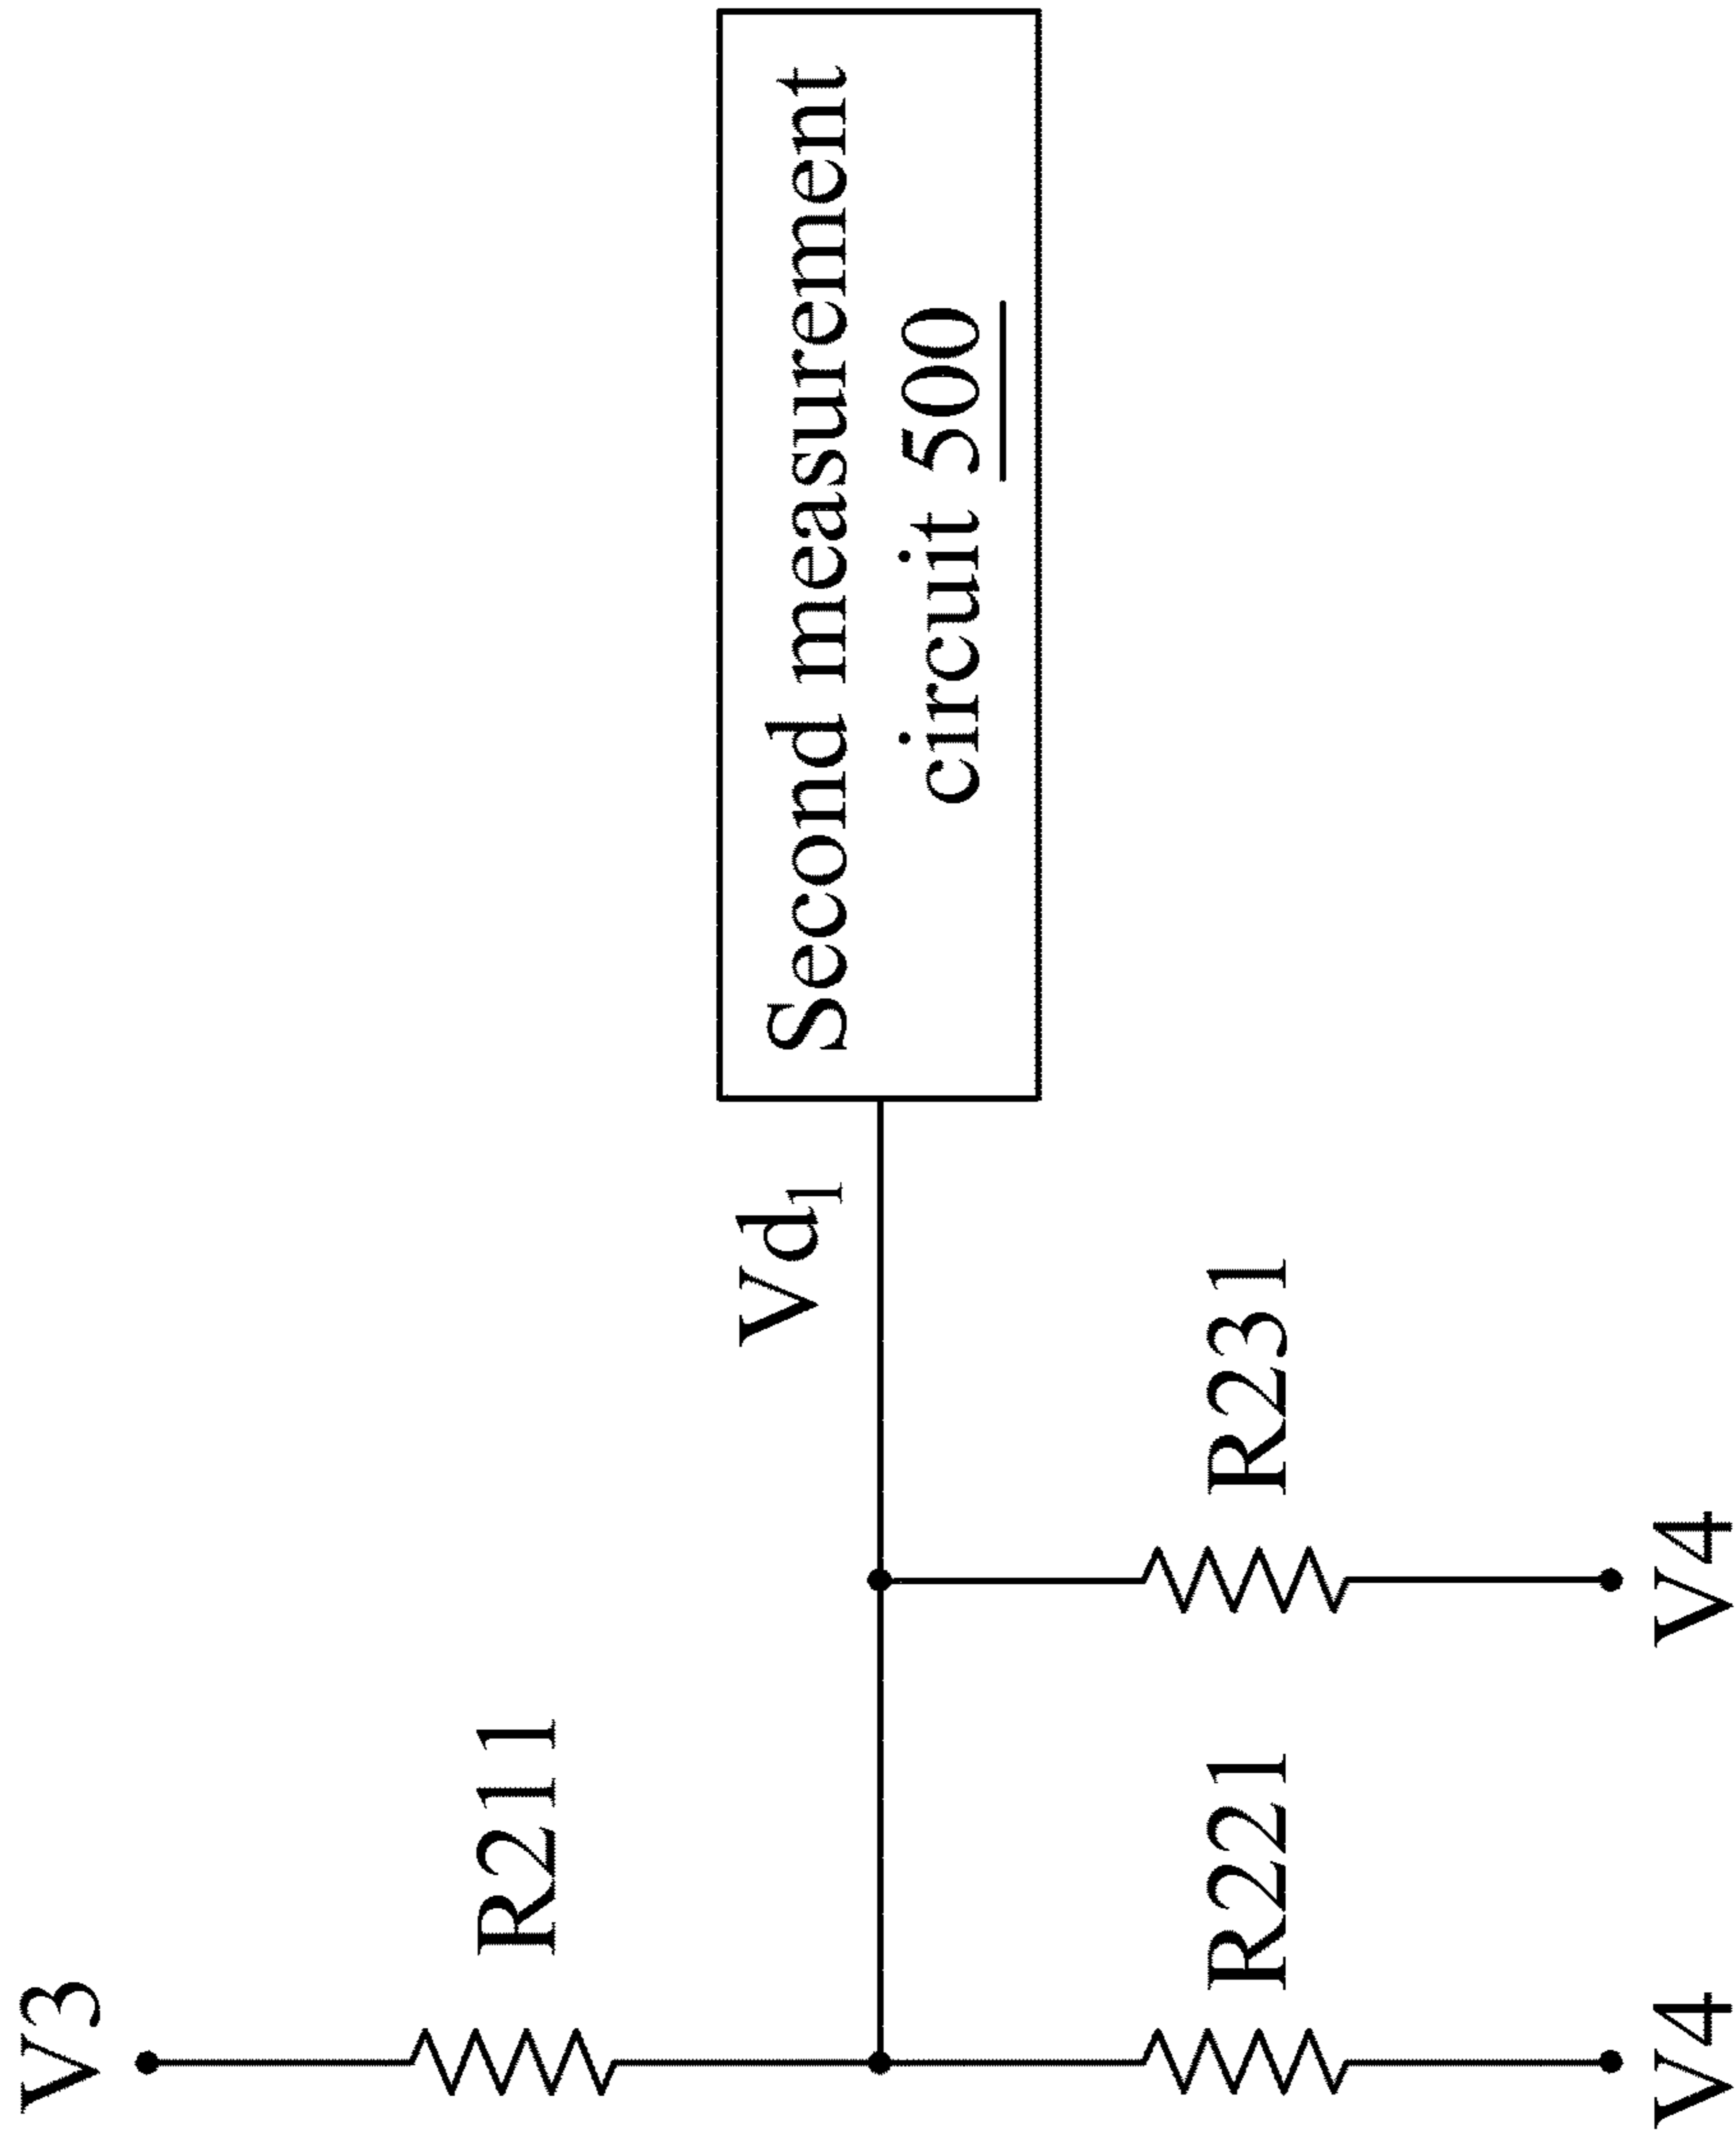 V3
R211
Vd1
Second measurement
circuit 500
R221
R231
V4
V4